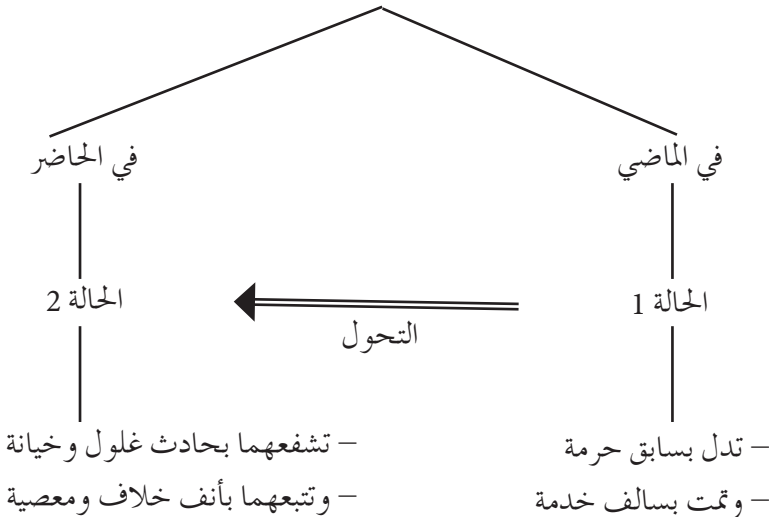 في الماضي
في الحاضر
الحالة 1
الحالة 2
التحول
– تدل بسابق حرمة
– وتمت بسالف خدمة
– تشفعهما بحادث غلول وخيانة
– وتتبعهما بأنف خلاف ومعصية